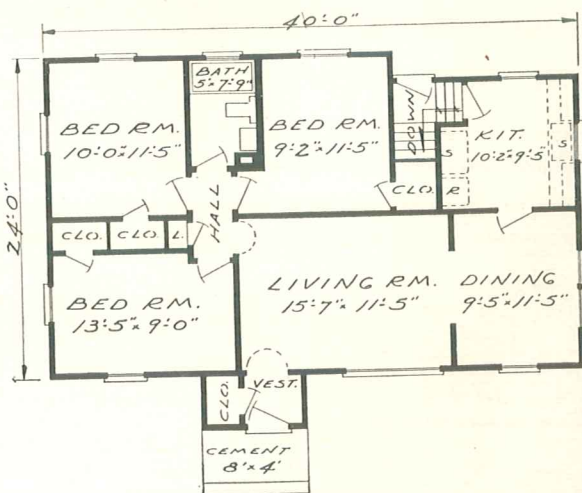 40'-0"
24'-0"
BED RM.
10'-0"x11'-5"
BATH
5'x7'-9"
BED RM.
9'-2"x11'-5"
DOWN
KIT.
10'-2"x9'-5"
S
S
R
CLO.
HALL
CLO.
CLO.
L.
BED RM.
13'-5"x9'-0"
LIVING RM.
15'-7"x11'-5"
DINING
9'-5"x11'-5"
CLO.
VEST.
CEMENT
8'x4'